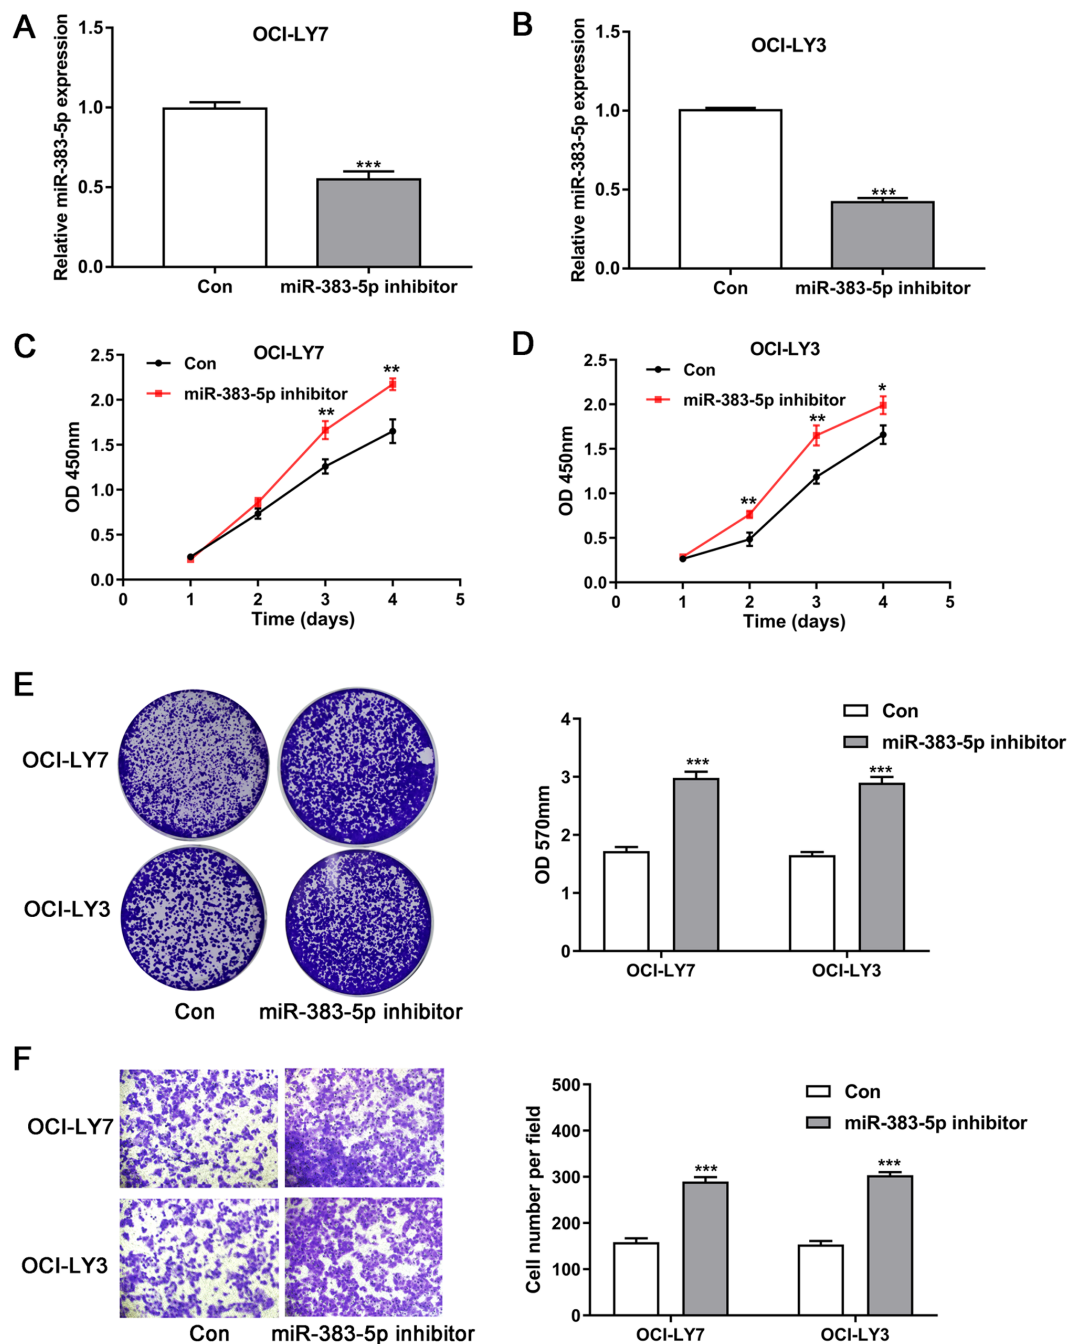 A
OCI-LY7
Relative miR-383-5p expression
1.5
1.0
0.5
0.0
***
Con
miR-383-5p inhibitor
B
OCI-LY3
Relative miR-383-5p expression
1.5
1.0
0.5
0.0
***
Con
miR-383-5p inhibitor
C
OCI-LY7
Con
miR-383-5p inhibitor
OD 450nm
2.5
2.0
1.5
1.0
0.5
0.0
**
**
0
1
2
3
4
5
Time (days)
D
OCI-LY3
Con
miR-383-5p inhibitor
OD 450nm
2.5
2.0
1.5
1.0
0.5
0.0
**
**
*
0
1
2
3
4
5
Time (days)
E
OCI-LY7
OCI-LY3
Con
miR-383-5p inhibitor
Con
miR-383-5p inhibitor
OD 570mm
4
3
2
1
0
***
***
OCI-LY7
OCI-LY3
F
OCI-LY7
OCI-LY3
Con
miR-383-5p inhibitor
Con
miR-383-5p inhibitor
Cell number per field
500
400
300
200
100
0
***
***
OCI-LY7
OCI-LY3